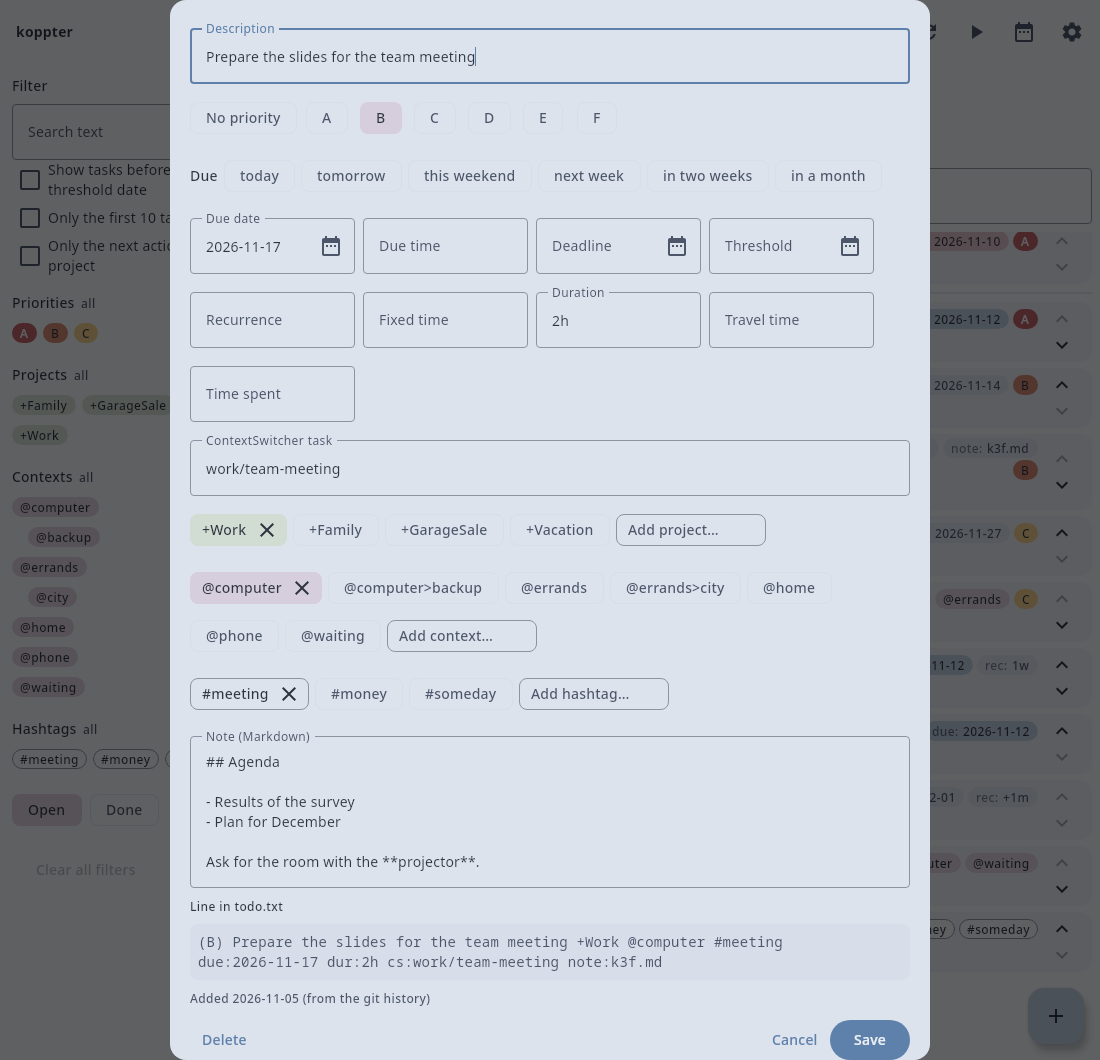 koppter
Filter
Search text
Show tasks before
threshold date
Only the first 10 ta
Only the next actio
project
Priorities all
A B C
Projects all
+Family +GarageSale
+Work
Contexts all
@computer
@backup
@errands
@city
@home
@phone
@waiting
Hashtags all
#meeting #money
Open Done
Clear all filters
Description
Prepare the slides for the team meeting
No priority A B C D E F
Due today tomorrow this weekend next week in two weeks in a month
Due date
2026-11-17 Due time Deadline Threshold
Duration
Recurrence Fixed time 2h Travel time
Time spent
ContextSwitcher task
work/team-meeting
+Work +Family +GarageSale +Vacation Add project...
@computer @computer>backup @errands @errands>city @home
@phone @waiting Add context...
#meeting #money #someday Add hashtag...
Note (Markdown)
## Agenda
- Results of the survey
- Plan for December
Ask for the room with the **projector**.
Line in todo.txt
(B) Prepare the slides for the team meeting +Work @computer #meeting
due:2026-11-17 dur:2h cs:work/team-meeting note:k3f.md
Added 2026-11-05 (from the git history)
Delete Cancel Save
2026-11-10 A
2026-11-12 A
2026-11-14 B
note: k3f.md
B
2026-11-27 C
@errands C
11-12 rec: 1w
due: 2026-11-12
2-01 rec: +1m
uter @waiting
ney #someday
+